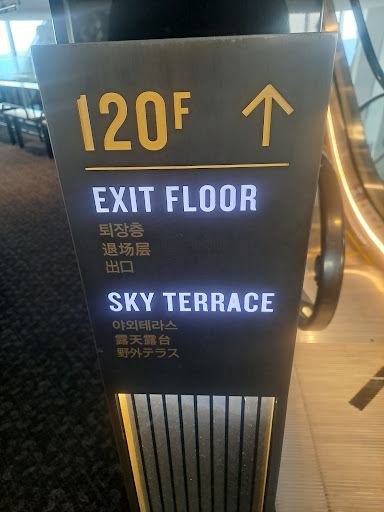 120F ↑
EXIT FLOOR
퇴장층
退场层
出口
SKY TERRACE
야외테라스
露天露台
野外テラス